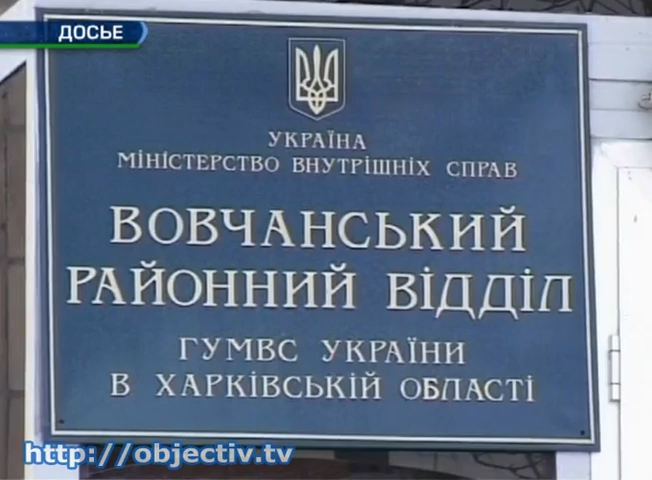 ДОСЬЕ
УКРАЇНА
МІНІСТЕРСТВО ВНУТРІШНІХ СПРАВ
ВОВЧАНСЬКИЙ
РАЙОННИЙ ВІДДІЛ
ГУМВС УКРАЇНИ
В ХАРКІВСЬКІЙ ОБЛАСТІ
http://objectiv.tv